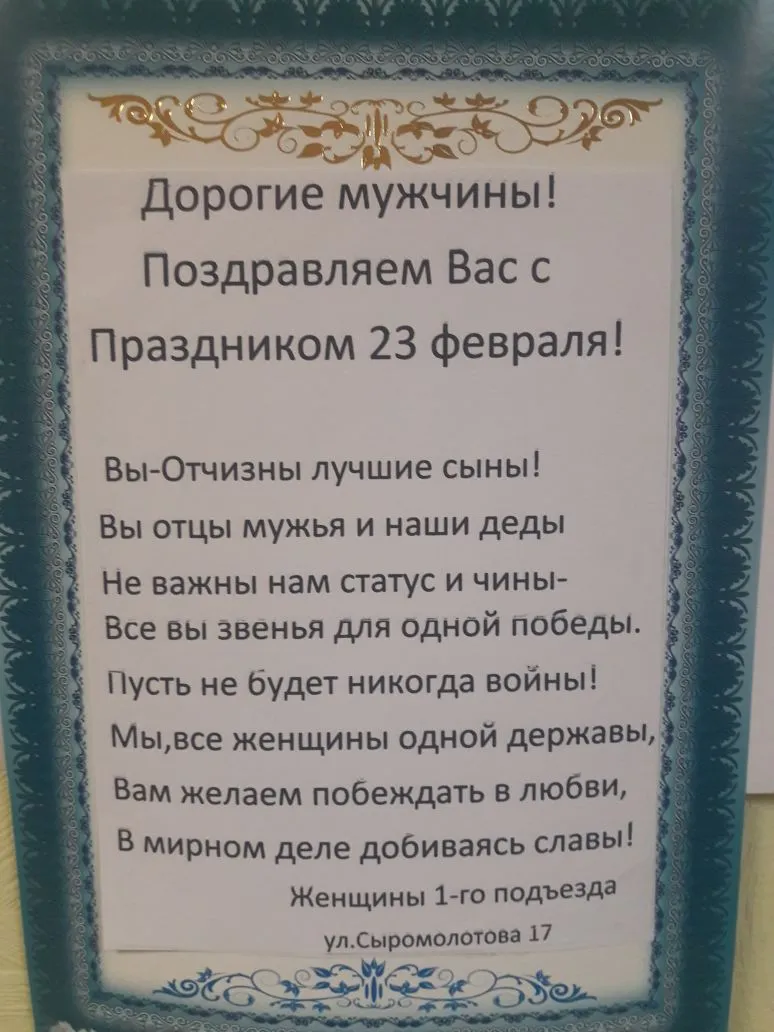 Дорогие мужчины!
Поздравляем Вас с
Праздником 23 февраля!
Вы-Отчизны лучшие сыны!
Вы отцы мужья и наши деды
Не важны нам статус и чины-
Все вы звенья для одной победы.
Пусть не будет никогда войны!
Мы,все женщины одной державы,
Вам желаем побеждать в любви,
В мирном деле добиваясь славы!
Женщины 1-го подъезда
ул.Сыромолотова 17